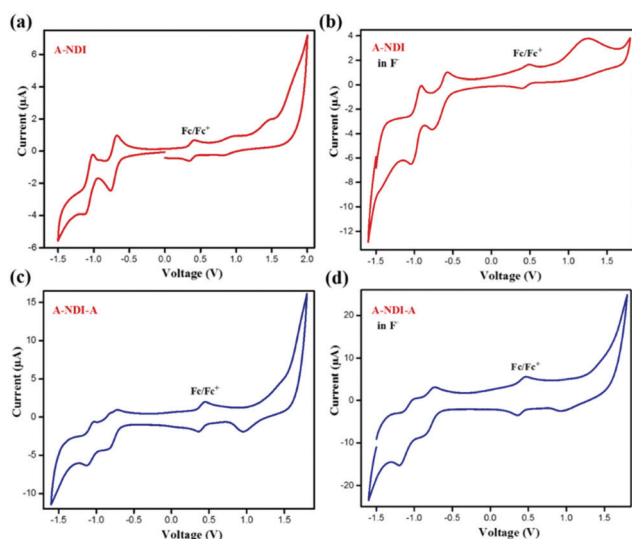 (a)
A-NDI
Fc/Fc⁺
Current (µA)
6
4
2
0
-2
-4
-6
-1.5 -1.0 -0.5 0.0 0.5 1.0 1.5 2.0
Voltage (V)
(b)
A-NDI
in F⁻
Fc/Fc⁺
Current (µA)
4
2
0
-2
-4
-6
-8
-10
-12
-1.5 -1.0 -0.5 0.0 0.5 1.0 1.5
Voltage (V)
(c)
A-NDI-A
Fc/Fc⁺
Current (µA)
15
10
5
0
-5
-10
-1.5 -1.0 -0.5 0.0 0.5 1.0 1.5
Voltage (V)
(d)
A-NDI-A
in F⁻
Fc/Fc⁺
Current (µA)
20
10
0
-10
-20
-1.5 -1.0 -0.5 0.0 0.5 1.0 1.5
Voltage (V)